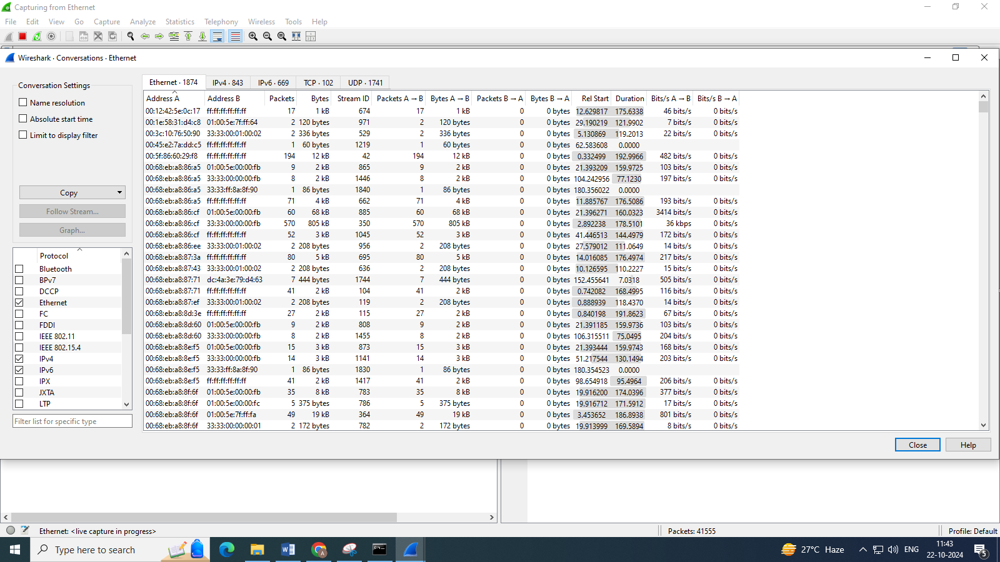 Capturing from Ethernet
File Edit View Go Capture Analyze Statistics Telephony Wireless Tools Help
Wireshark · Conversations · Ethernet
Conversation Settings
Name resolution
Absolute start time
Limit to display filter
Copy
Follow Stream...
Graph...
Protocol
Bluetooth
BPv7
DCCP
Ethernet
FC
FDDI
IEEE 802.11
IEEE 802.15.4
IPv4
IPv6
IPX
JXTA
LTP
Filter list for specific type
Ethernet · 1874 IPv4 · 843 IPv6 · 669 TCP · 102 UDP · 1741
Address A Address B Packets Bytes Stream ID Packets A → B Bytes A → B Packets B → A Bytes B → A Rel Start Duration Bits/s A → B Bits/s B → A
00:12:42:5e:0c:17 ff:ff:ff:ff:ff:ff 17 1 kB 674 17 1 kB 0 0 bytes 12.629817 175.6338 46 bits/s 0 bits/s
00:1e:58:31:d4:c8 01:00:5e:7f:ff:64 2 120 bytes 971 2 120 bytes 0 0 bytes 29.190219 121.9902 7 bits/s 0 bits/s
00:3c:10:76:50:90 33:33:00:01:00:02 2 336 bytes 529 2 336 bytes 0 0 bytes 5.130869 119.2013 22 bits/s 0 bits/s
00:45:e2:7a:dd:c5 ff:ff:ff:ff:ff:ff 1 60 bytes 1219 1 60 bytes 0 0 bytes 62.583608 0.0000
00:5f:86:60:29:f8 ff:ff:ff:ff:ff:ff 194 12 kB 42 194 12 kB 0 0 bytes 0.332499 192.9966 482 bits/s 0 bits/s
00:68:eb:a8:86:a5 01:00:5e:00:00:fb 9 2 kB 865 9 2 kB 0 0 bytes 21.393209 159.9725 103 bits/s 0 bits/s
00:68:eb:a8:86:a5 33:33:00:00:00:fb 8 2 kB 1446 8 2 kB 0 0 bytes 104.242956 77.1230 197 bits/s 0 bits/s
00:68:eb:a8:86:a5 33:33:ff:8a:8f:90 1 86 bytes 1840 1 86 bytes 0 0 bytes 180.356022 0.0000
00:68:eb:a8:86:a5 ff:ff:ff:ff:ff:ff 71 4 kB 662 71 4 kB 0 0 bytes 11.885767 176.5086 193 bits/s 0 bits/s
00:68:eb:a8:86:cf 01:00:5e:00:00:fb 60 68 kB 885 60 68 kB 0 0 bytes 21.396271 160.0323 3414 bits/s 0 bits/s
00:68:eb:a8:86:cf 33:33:00:00:00:fb 570 805 kB 350 570 805 kB 0 0 bytes 2.892238 178.5101 36 kbps 0 bits/s
00:68:eb:a8:86:cf ff:ff:ff:ff:ff:ff 52 3 kB 1045 52 3 kB 0 0 bytes 41.446513 144.4979 172 bits/s 0 bits/s
00:68:eb:a8:86:ee 33:33:00:01:00:02 2 208 bytes 956 2 208 bytes 0 0 bytes 27.579012 111.0649 14 bits/s 0 bits/s
00:68:eb:a8:87:3a ff:ff:ff:ff:ff:ff 80 5 kB 695 80 5 kB 0 0 bytes 14.016085 176.4974 217 bits/s 0 bits/s
00:68:eb:a8:87:43 33:33:00:01:00:02 2 208 bytes 636 2 208 bytes 0 0 bytes 10.126595 110.2227 15 bits/s 0 bits/s
00:68:eb:a8:87:71 dc:4a:3e:79:d4:63 7 444 bytes 1744 7 444 bytes 0 0 bytes 152.455641 7.0318 505 bits/s 0 bits/s
00:68:eb:a8:87:71 ff:ff:ff:ff:ff:ff 41 2 kB 104 41 2 kB 0 0 bytes 0.742082 168.4995 116 bits/s 0 bits/s
00:68:eb:a8:87:ef 33:33:00:01:00:02 2 208 bytes 119 2 208 bytes 0 0 bytes 0.888939 118.4370 14 bits/s 0 bits/s
00:68:eb:a8:8d:3e ff:ff:ff:ff:ff:ff 27 2 kB 115 27 2 kB 0 0 bytes 0.840198 191.8623 67 bits/s 0 bits/s
00:68:eb:a8:8d:60 01:00:5e:00:00:fb 9 2 kB 808 9 2 kB 0 0 bytes 21.391185 159.9736 103 bits/s 0 bits/s
00:68:eb:a8:8d:60 33:33:00:00:00:fb 8 2 kB 1455 8 2 kB 0 0 bytes 106.315511 75.0495 204 bits/s 0 bits/s
00:68:eb:a8:8e:f5 01:00:5e:00:00:fb 15 3 kB 873 15 3 kB 0 0 bytes 21.393444 159.9743 168 bits/s 0 bits/s
00:68:eb:a8:8e:f5 33:33:00:00:00:fb 14 3 kB 1141 14 3 kB 0 0 bytes 51.217544 130.1494 203 bits/s 0 bits/s
00:68:eb:a8:8e:f5 33:33:ff:8a:8f:90 1 86 bytes 1830 1 86 bytes 0 0 bytes 180.354523 0.0000
00:68:eb:a8:8e:f5 ff:ff:ff:ff:ff:ff 41 2 kB 1417 41 2 kB 0 0 bytes 98.654918 95.4964 206 bits/s 0 bits/s
00:68:eb:a8:8f:6f 01:00:5e:00:00:fb 35 8 kB 783 35 8 kB 0 0 bytes 19.916200 174.0396 377 bits/s 0 bits/s
00:68:eb:a8:8f:6f 01:00:5e:00:00:fc 5 375 bytes 786 5 375 bytes 0 0 bytes 19.916712 171.5912 17 bits/s 0 bits/s
00:68:eb:a8:8f:6f 01:00:5e:7f:ff:fa 49 19 kB 364 49 19 kB 0 0 bytes 3.453652 186.8938 801 bits/s 0 bits/s
00:68:eb:a8:8f:6f 33:33:00:00:00:01 2 172 bytes 782 2 172 bytes 0 0 bytes 19.913999 169.5894 8 bits/s 0 bits/s
Close Help
Ethernet: <live capture in progress> Packets: 41555 Profile: Default
Type here to search 27°C Haze ENG 11:43
22-10-2024 5